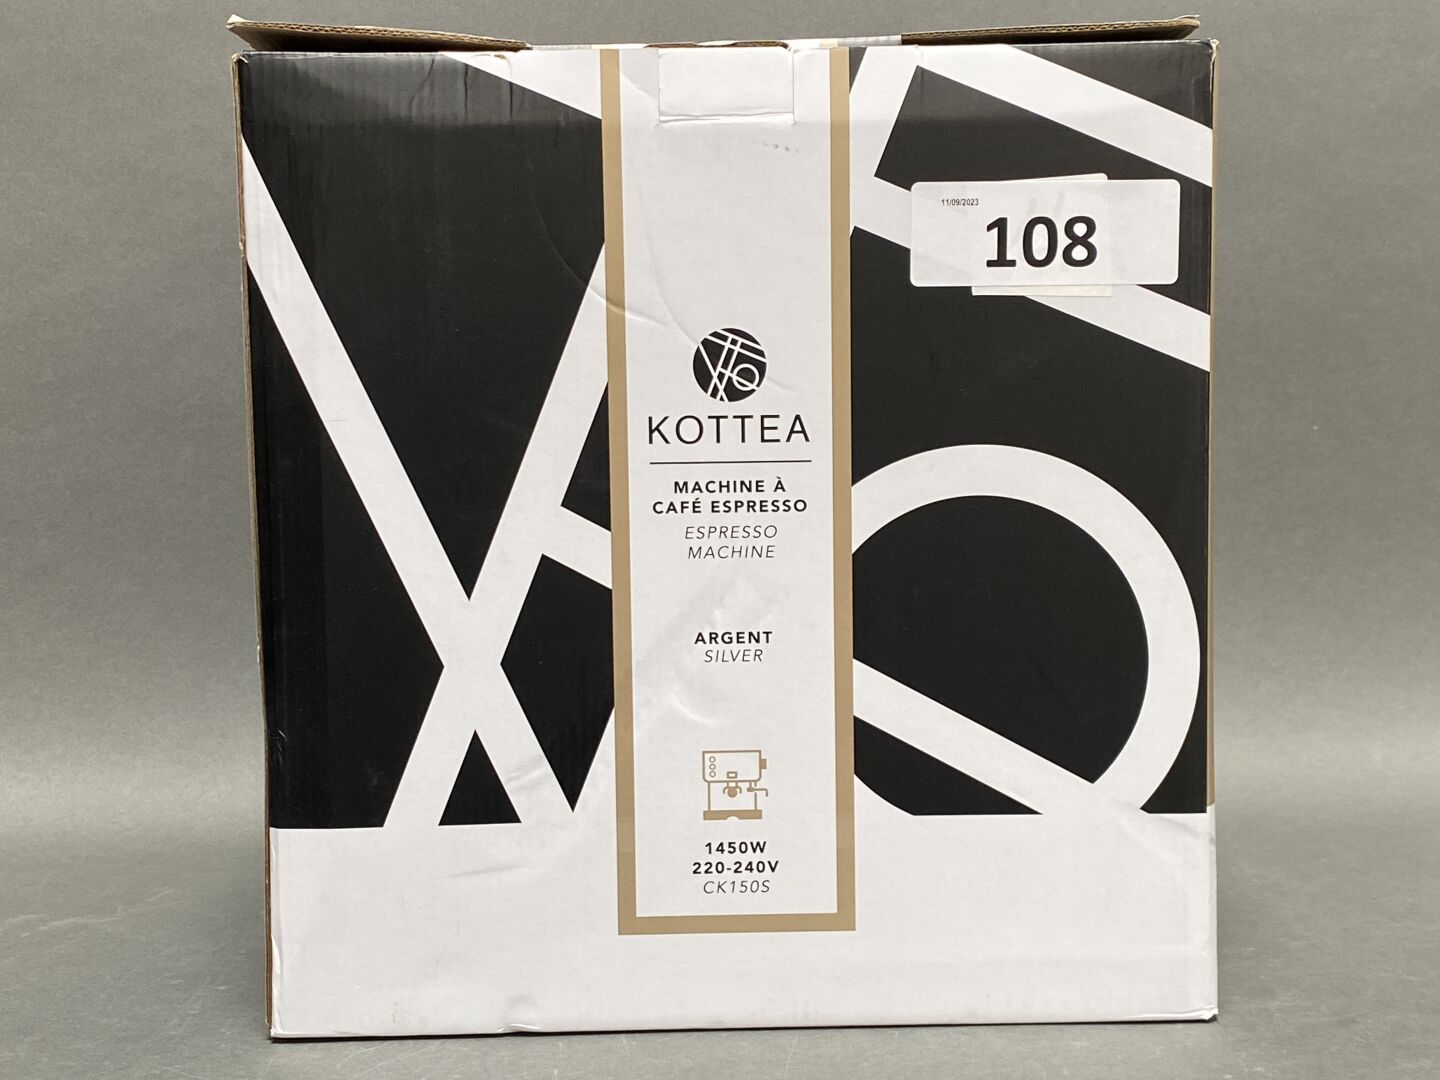 11/09/2023
108
KOTTEA
MACHINE À
CAFÉ ESPRESSO
ESPRESSO
MACHINE
ARGENT
SILVER
1450W
220-240V
CK150S